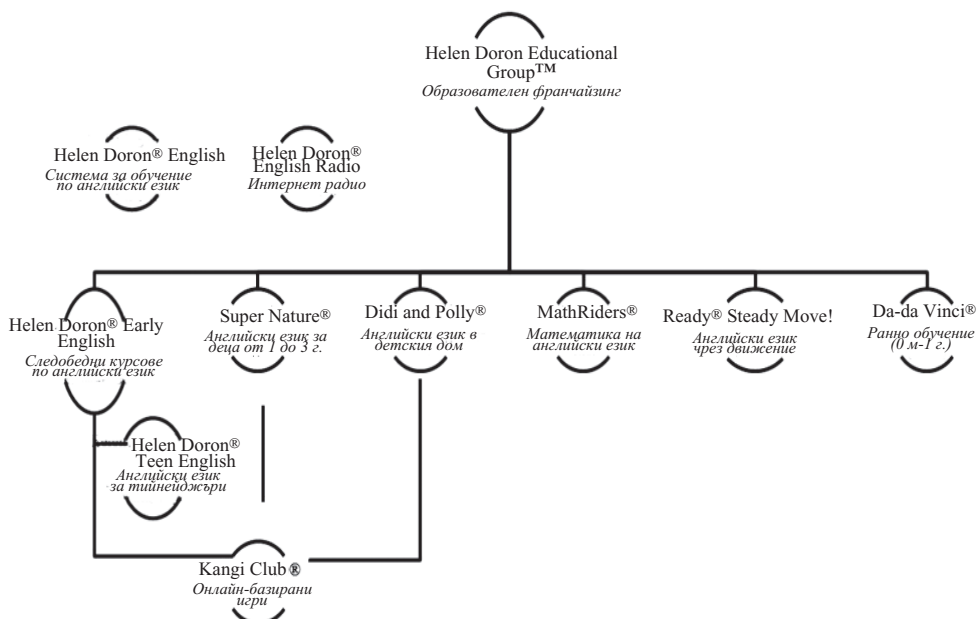 Helen Doron Educational
Group™
Образователен франчайзинг
Helen Doron® English
Система за обучение
по английски език
Helen Doron®
English Radio
Интернет радио
Helen Doron® Early
English
Следобедни курсове
по английски език
Super Nature®
Английски език за
деца от 1 до 3 г.
Didi and Polly®
Английски език в
детския дом
MathRiders®
Математика на
английски език
Ready® Steady Move!
Английски език
чрез движение
Da-da Vinci®
Ранно обучение
(0 м-1 г.)
Helen Doron®
Teen English
Английски език
за тийнейджъри
Kangi Club®
Онлайн-базирани
игри